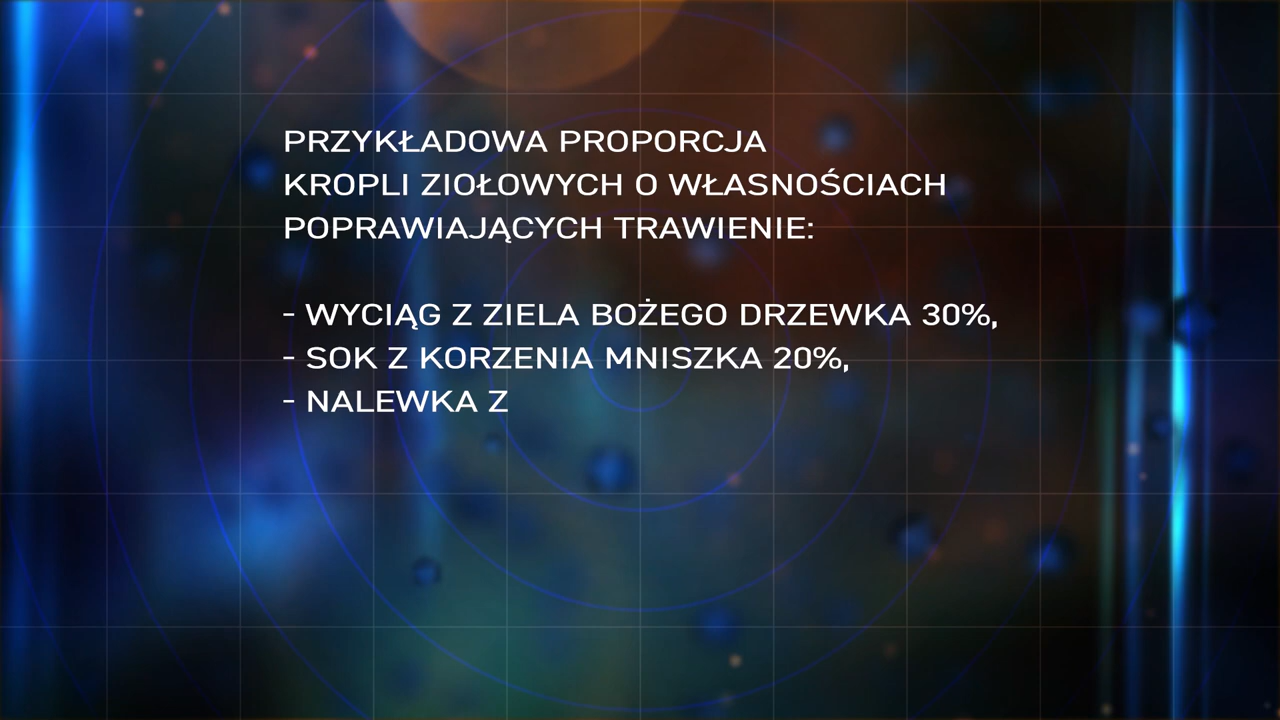 PRZYKŁADOWA PROPORCJA
KROPLI ZIOŁOWYCH O WŁASNOŚCIACH
POPRAWIAJĄCYCH TRAWIENIE:
- WYCIĄG Z ZIELA BOŻEGO DRZEWKA 30%,
- SOK Z KORZENIA MNISZKA 20%,
- NALEWKA Z